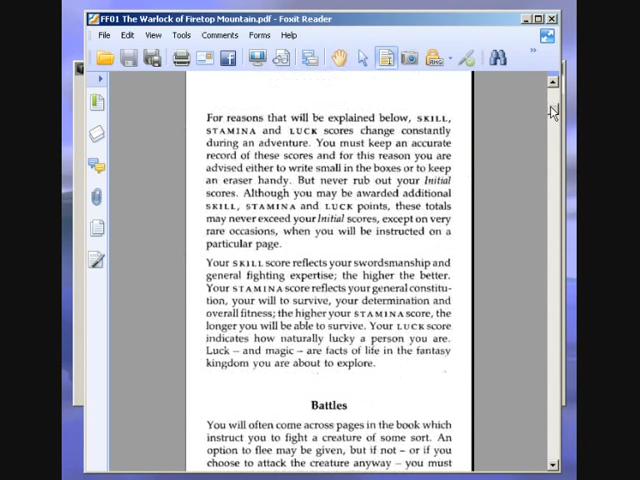 FF01 The Warlock of Firetop Mountain.pdf - Foxit Reader
File Edit View Tools Comments Forms Help
For reasons that will be explained below, SKILL,
STAMINA and LUCK scores change constantly
during an adventure. You must keep an accurate
record of these scores and for this reason you are
advised either to write small in the boxes or to keep
an eraser handy. But never rub out your Initial
scores. Although you may be awarded additional
SKILL, STAMINA and LUCK points, these totals
may never exceed your Initial scores, except on very
rare occasions, when you will be instructed on a
particular page.
Your SKILL score reflects your swordsmanship and
general fighting expertise; the higher the better.
Your STAMINA score reflects your general constitu-
tion, your will to survive, your determination and
overall fitness; the higher your STAMINA score, the
longer you will be able to survive. Your LUCK score
indicates how naturally lucky a person you are.
Luck – and magic – are facts of life in the fantasy
kingdom you are about to explore.
Battles
You will often come across pages in the book which
instruct you to fight a creature of some sort. An
option to flee may be given, but if not – or if you
choose to attack the creature anyway – you must